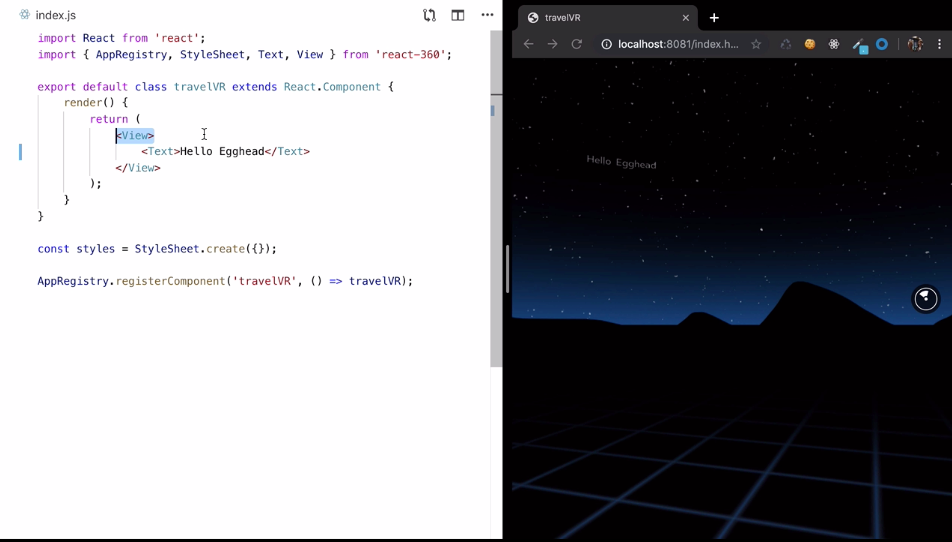 index.js
import React from 'react';
import { AppRegistry, StyleSheet, Text, View } from 'react-360';
export default class travelVR extends React.Component {
render() {
return (
<View>
<Text>Hello Egghead</Text>
</View>
);
}
}
const styles = StyleSheet.create({});
AppRegistry.registerComponent('travelVR', () => travelVR);
travelVR
localhost:8081/index.h...
Hello Egghead